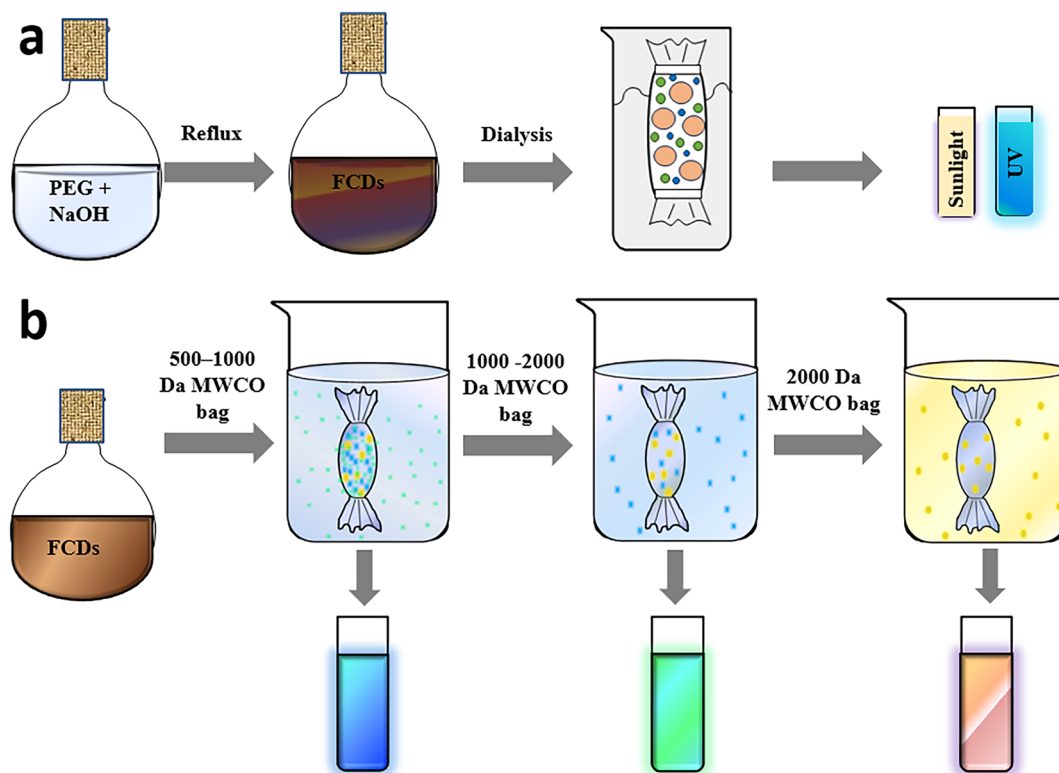 a
Reflux
Dialysis
PEG +
NaOH
FCDs
Sunlight
UV
b
500–1000
Da MWCO
bag
1000 -2000
Da MWCO
bag
2000 Da
MWCO bag
FCDs